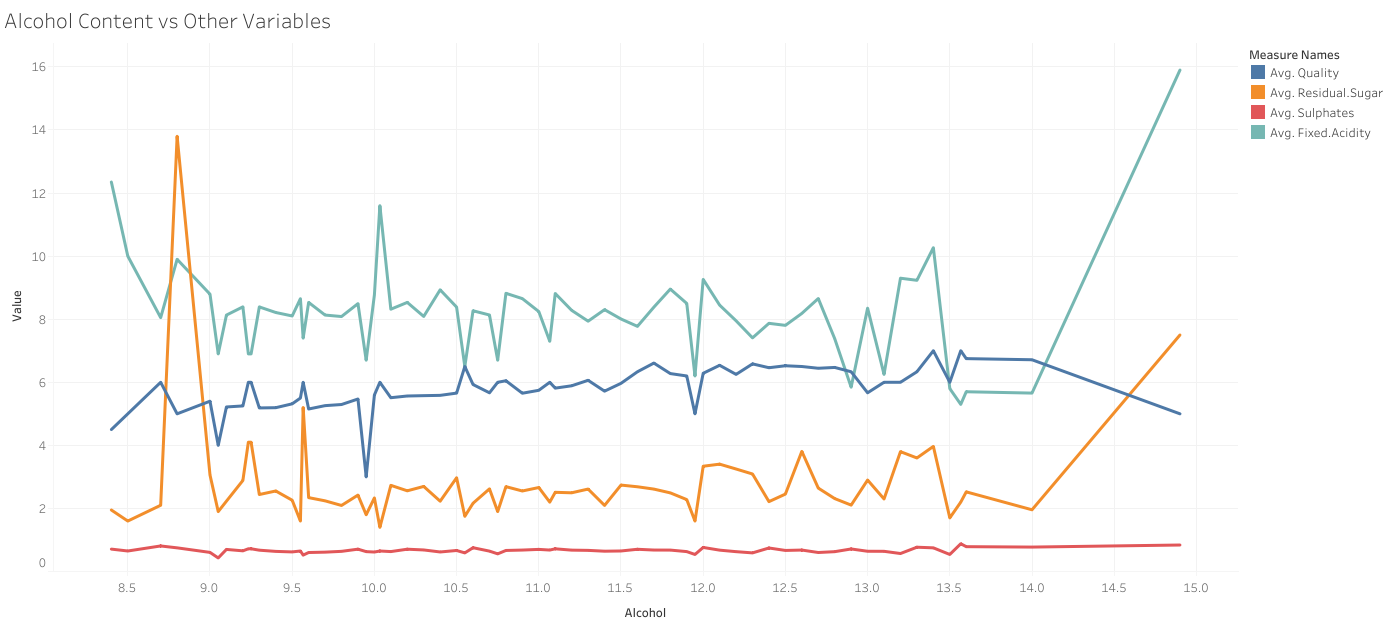 Alcohol Content vs Other Variables
Measure Names
Avg. Quality
Avg. Residual.Sugar
Avg. Sulphates
Avg. Fixed.Acidity
16
14
12
10
8
6
4
2
0
Value
8.5 9.0 9.5 10.0 10.5 11.0 11.5 12.0 12.5 13.0 13.5 14.0 14.5 15.0
Alcohol